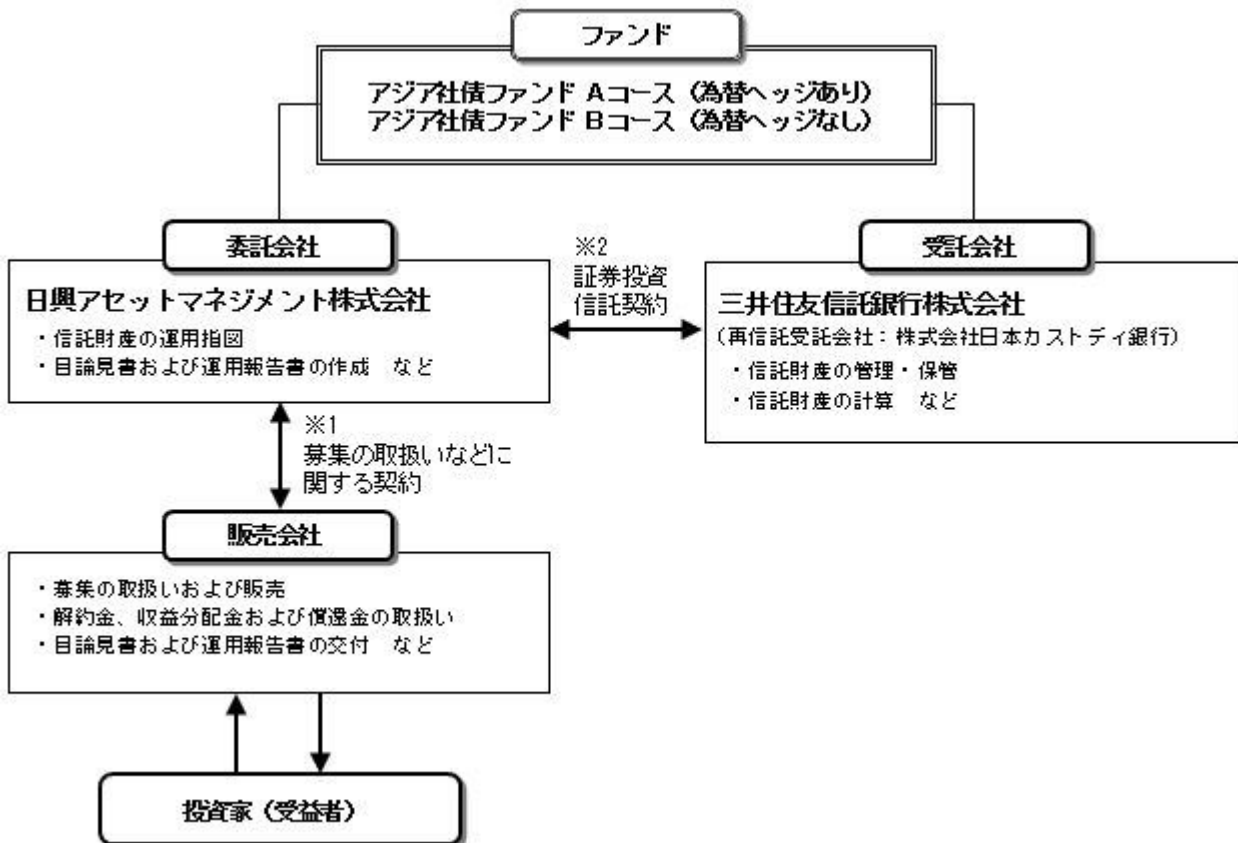 ファンド
アジア社債ファンド Aコース（為替ヘッジあり）
アジア社債ファンド Bコース（為替ヘッジなし）
委託会社
日興アセットマネジメント株式会社
・信託財産の運用指図
・目論見書および運用報告書の作成　など
※2
証券投資
信託契約
受託会社
三井住友信託銀行株式会社
（再信託受託会社：株式会社日本カストディ銀行）
・信託財産の管理・保管
・信託財産の計算　など
※1
募集の取扱いなどに
関する契約
販売会社
・募集の取扱いおよび販売
・解約金、収益分配金および償還金の取扱い
・目論見書および運用報告書の交付　など
投資家（受益者）